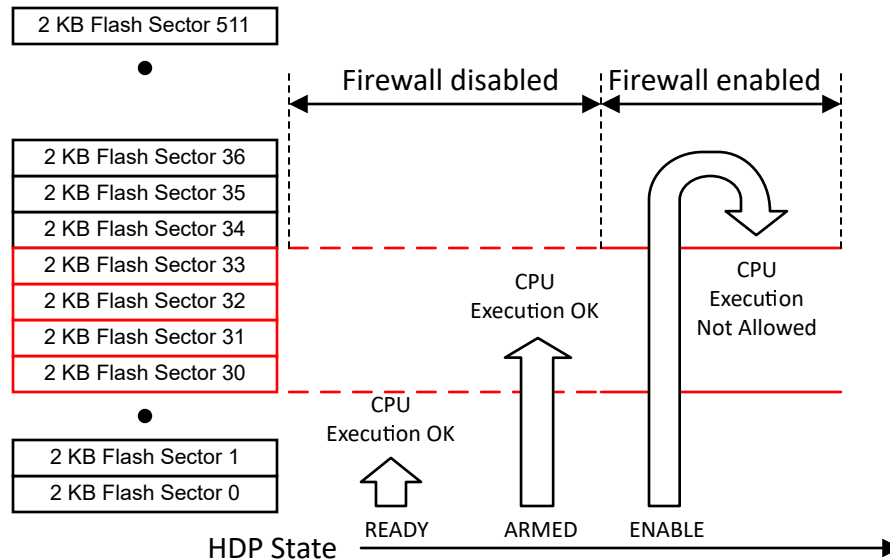 2 KB Flash Sector 511
Firewall disabled
Firewall enabled
2 KB Flash Sector 36
2 KB Flash Sector 35
2 KB Flash Sector 34
2 KB Flash Sector 33
2 KB Flash Sector 32
2 KB Flash Sector 31
2 KB Flash Sector 30
CPU
Execution OK
CPU
Execution
Not Allowed
CPU
Execution OK
2 KB Flash Sector 1
2 KB Flash Sector 0
READY
ARMED
ENABLE
HDP State